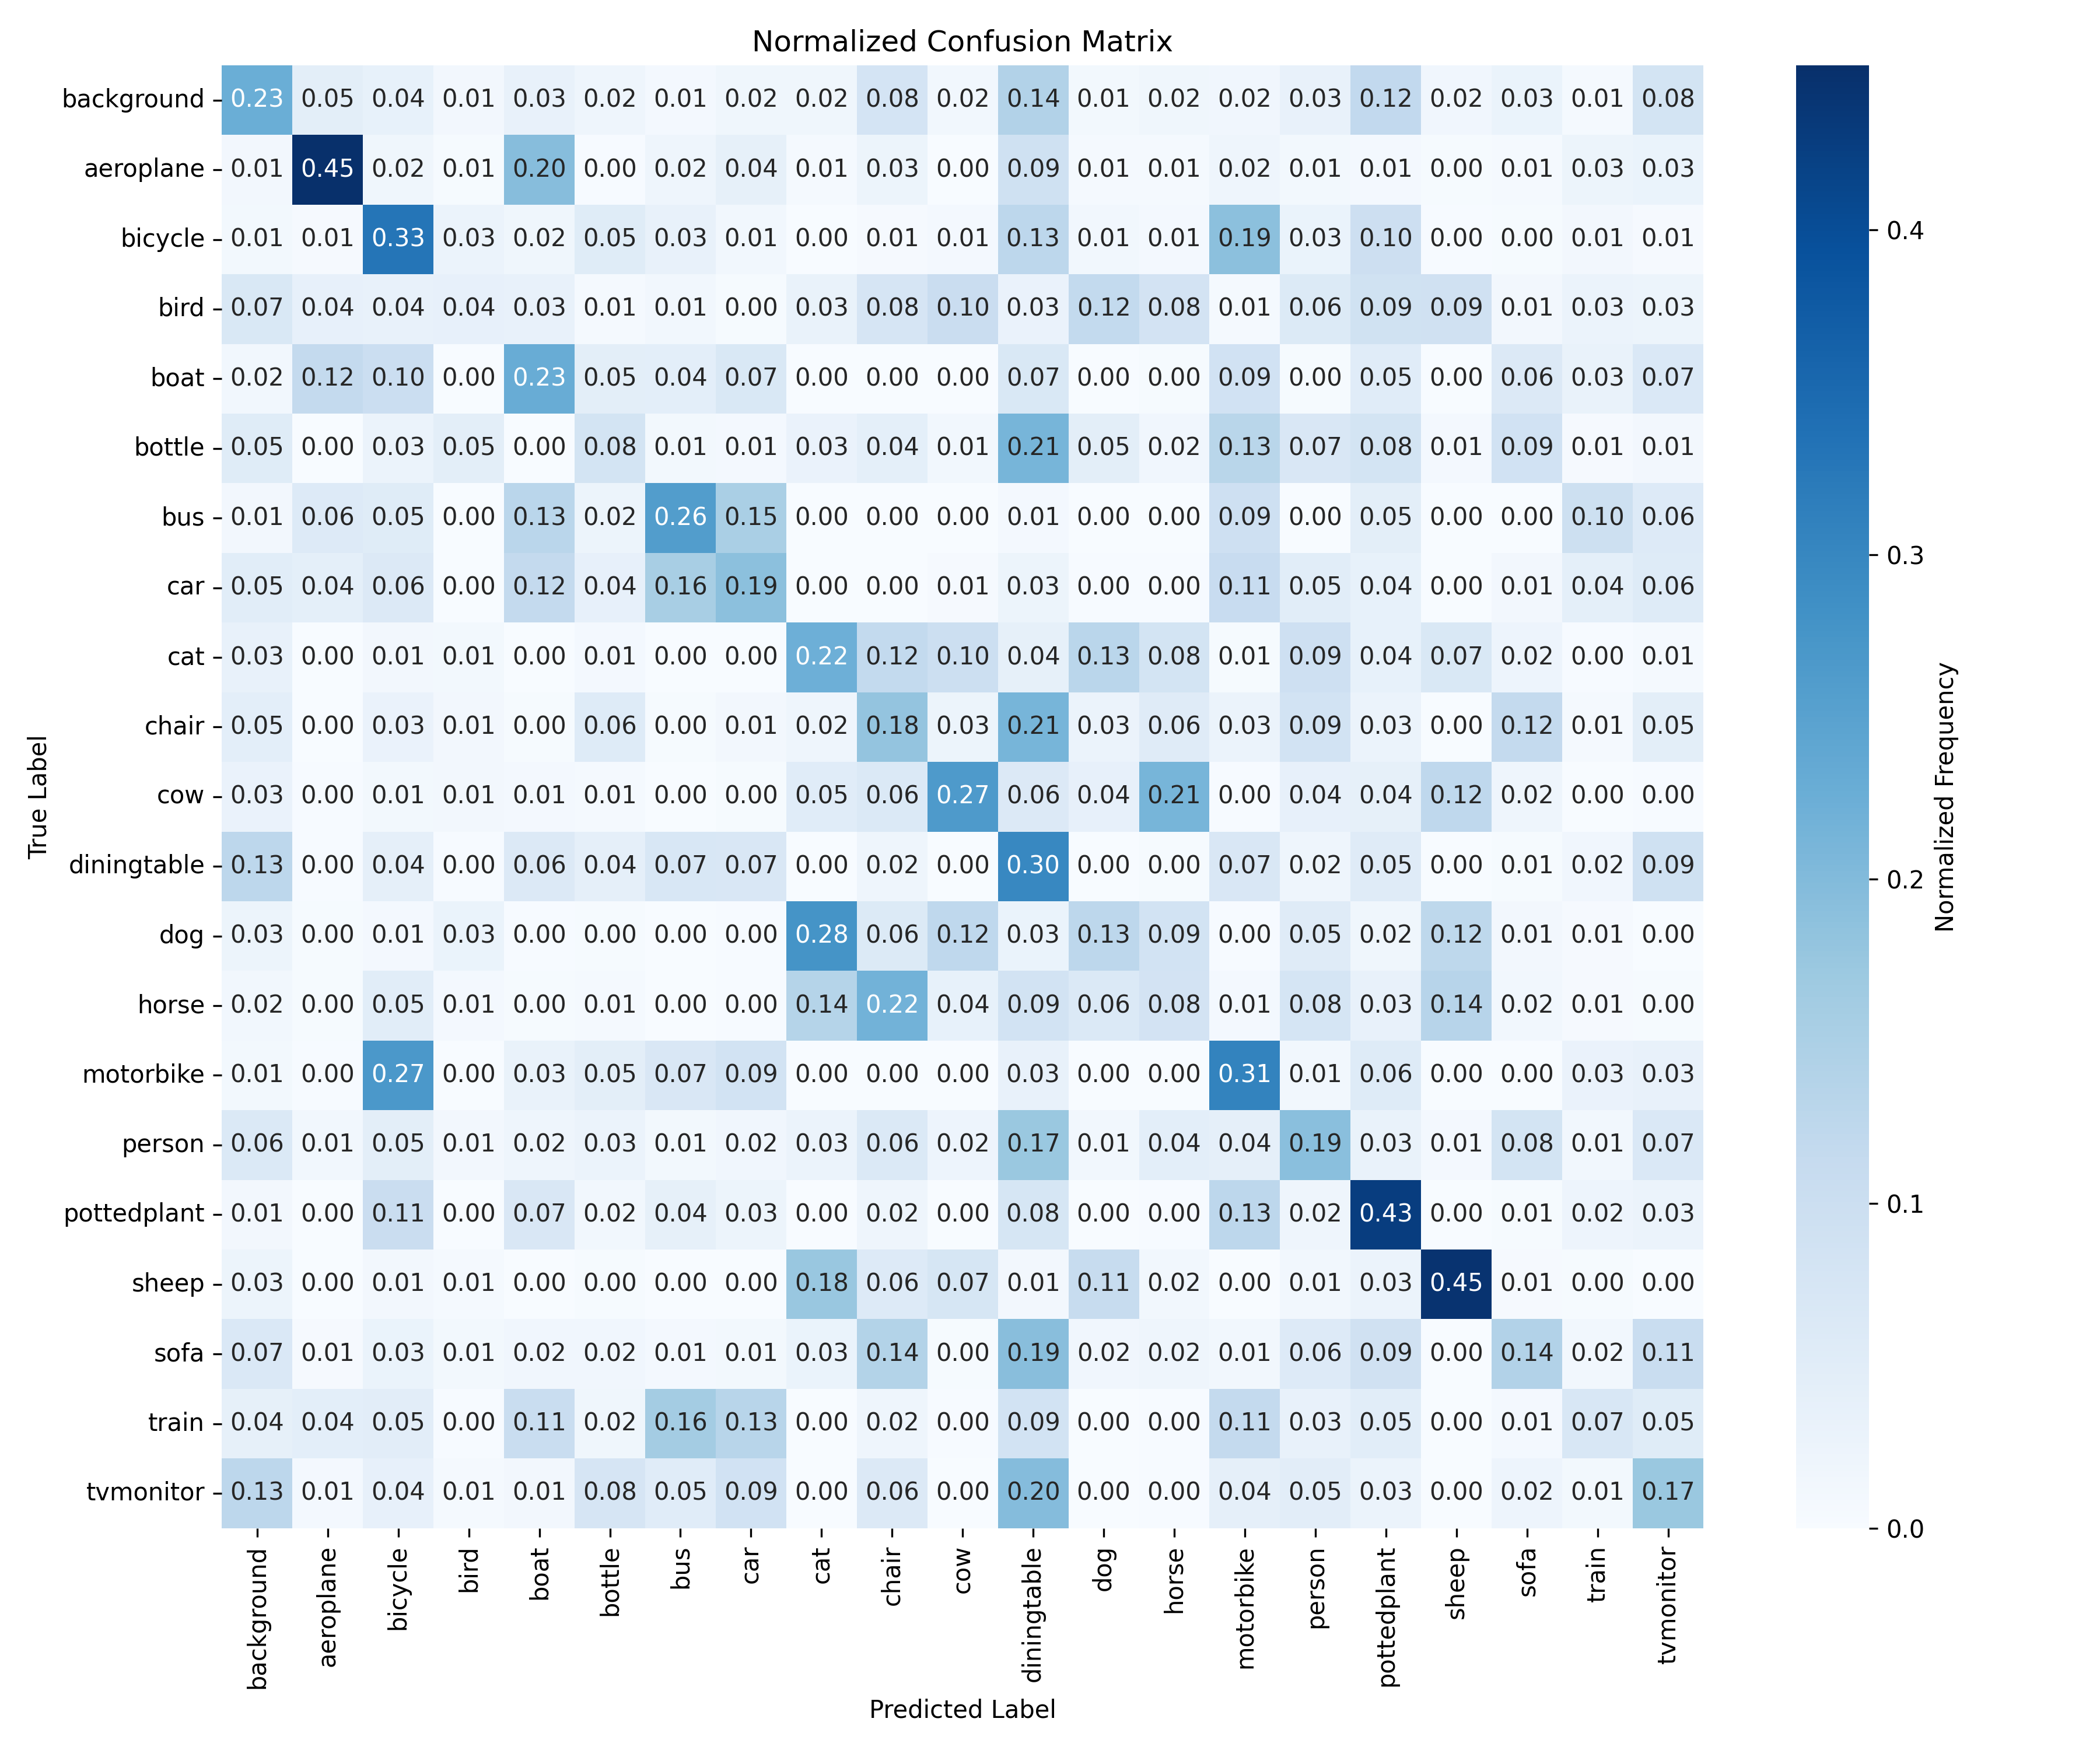 Normalized Confusion Matrix
background 0.23 0.05 0.04 0.01 0.03 0.02 0.01 0.02 0.02 0.08 0.02 0.14 0.01 0.02 0.02 0.03 0.12 0.02 0.03 0.01 0.08
aeroplane 0.01 0.45 0.02 0.01 0.20 0.00 0.02 0.04 0.01 0.03 0.00 0.09 0.01 0.01 0.02 0.01 0.01 0.00 0.01 0.03 0.03
bicycle 0.01 0.01 0.33 0.03 0.02 0.05 0.03 0.01 0.00 0.01 0.01 0.13 0.01 0.01 0.19 0.03 0.10 0.00 0.00 0.01 0.01
bird 0.07 0.04 0.04 0.04 0.03 0.01 0.01 0.00 0.03 0.08 0.10 0.03 0.12 0.08 0.01 0.06 0.09 0.09 0.01 0.03 0.03
boat 0.02 0.12 0.10 0.00 0.23 0.05 0.04 0.07 0.00 0.00 0.00 0.07 0.00 0.00 0.09 0.00 0.05 0.00 0.06 0.03 0.07
bottle 0.05 0.00 0.03 0.05 0.00 0.08 0.01 0.01 0.03 0.04 0.01 0.21 0.05 0.02 0.13 0.07 0.08 0.01 0.09 0.01 0.01
bus 0.01 0.06 0.05 0.00 0.13 0.02 0.26 0.15 0.00 0.00 0.00 0.01 0.00 0.00 0.09 0.00 0.05 0.00 0.00 0.10 0.06
car 0.05 0.04 0.06 0.00 0.12 0.04 0.16 0.19 0.00 0.00 0.01 0.03 0.00 0.00 0.11 0.05 0.04 0.00 0.01 0.04 0.06
cat 0.03 0.00 0.01 0.01 0.00 0.01 0.00 0.00 0.22 0.12 0.10 0.04 0.13 0.08 0.01 0.09 0.04 0.07 0.02 0.00 0.01
chair 0.05 0.00 0.03 0.01 0.00 0.06 0.00 0.01 0.02 0.18 0.03 0.21 0.03 0.06 0.03 0.09 0.03 0.00 0.12 0.01 0.05
cow 0.03 0.00 0.01 0.01 0.01 0.01 0.00 0.00 0.05 0.06 0.27 0.06 0.04 0.21 0.00 0.04 0.04 0.12 0.02 0.00 0.00
diningtable 0.13 0.00 0.04 0.00 0.06 0.04 0.07 0.07 0.00 0.02 0.00 0.30 0.00 0.00 0.07 0.02 0.05 0.00 0.01 0.02 0.09
dog 0.03 0.00 0.01 0.03 0.00 0.00 0.00 0.00 0.28 0.06 0.12 0.03 0.13 0.09 0.00 0.05 0.02 0.12 0.01 0.01 0.00
horse 0.02 0.00 0.05 0.01 0.00 0.01 0.00 0.00 0.14 0.22 0.04 0.09 0.06 0.08 0.01 0.08 0.03 0.14 0.02 0.01 0.00
motorbike 0.01 0.00 0.27 0.00 0.03 0.05 0.07 0.09 0.00 0.00 0.00 0.03 0.00 0.00 0.31 0.01 0.06 0.00 0.00 0.03 0.03
person 0.06 0.01 0.05 0.01 0.02 0.03 0.01 0.02 0.03 0.06 0.02 0.17 0.01 0.04 0.04 0.19 0.03 0.01 0.08 0.01 0.07
pottedplant 0.01 0.00 0.11 0.00 0.07 0.02 0.04 0.03 0.00 0.02 0.00 0.08 0.00 0.00 0.13 0.02 0.43 0.00 0.01 0.02 0.03
sheep 0.03 0.00 0.01 0.01 0.00 0.00 0.00 0.00 0.18 0.06 0.07 0.01 0.11 0.02 0.00 0.01 0.03 0.45 0.01 0.00 0.00
sofa 0.07 0.01 0.03 0.01 0.02 0.02 0.01 0.01 0.03 0.14 0.00 0.19 0.02 0.02 0.01 0.06 0.09 0.00 0.14 0.02 0.11
train 0.04 0.04 0.05 0.00 0.11 0.02 0.16 0.13 0.00 0.02 0.00 0.09 0.00 0.00 0.11 0.03 0.05 0.00 0.01 0.07 0.05
tvmonitor 0.13 0.01 0.04 0.01 0.01 0.08 0.05 0.09 0.00 0.06 0.00 0.20 0.00 0.00 0.04 0.05 0.03 0.00 0.02 0.01 0.17
background aeroplane bicycle bird boat bottle bus car cat chair cow diningtable dog horse motorbike person pottedplant sheep sofa train tvmonitor
Predicted Label
True Label
0.4
0.3
0.2
0.1
0.0
Normalized Frequency